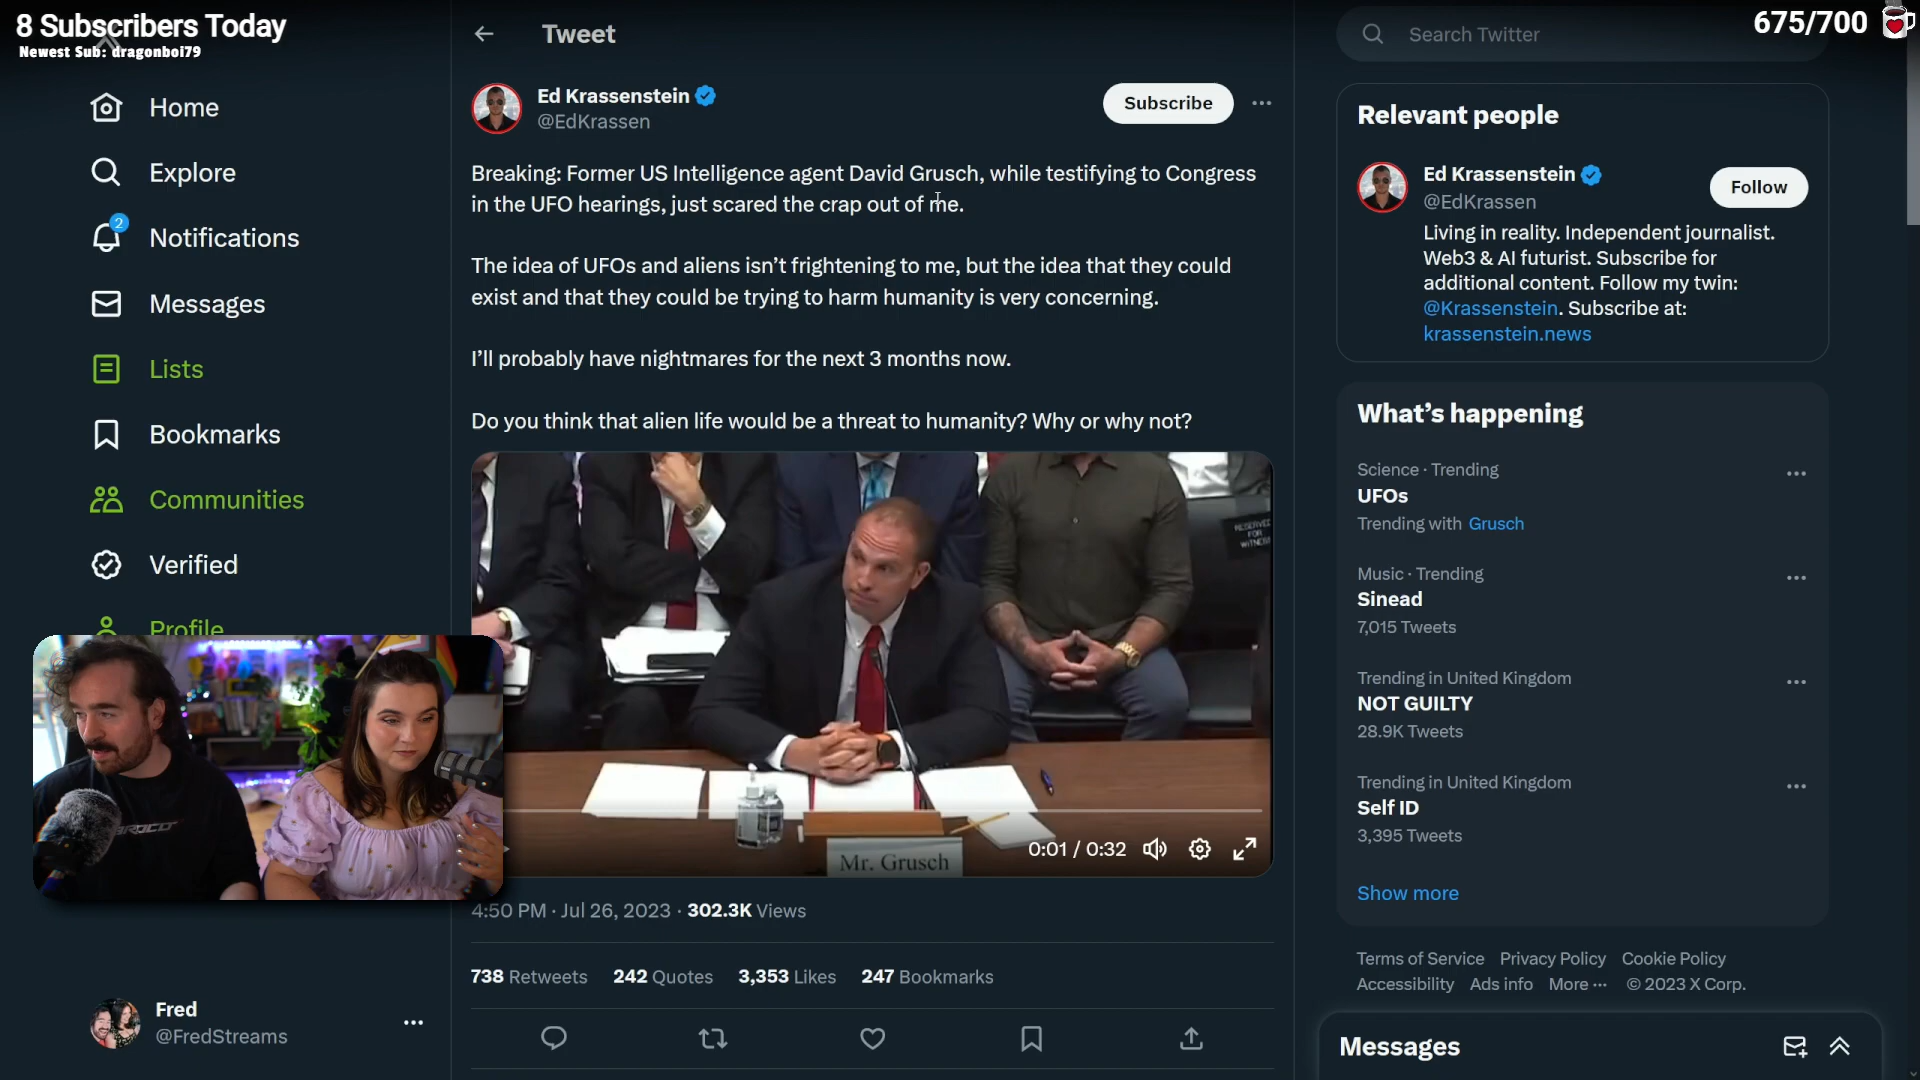 8 Subscribers Today
Newest Sub: dragonboi79
675/700
Home
Explore
2
Notifications
Messages
Lists
Bookmarks
Communities
Verified
Profile
Fred
@FredStreams
Tweet
Ed Krassenstein
@EdKrassen
Subscribe
Breaking: Former US Intelligence agent David Grusch, while testifying to Congress
in the UFO hearings, just scared the crap out of me.
The idea of UFOs and aliens isn’t frightening to me, but the idea that they could
exist and that they could be trying to harm humanity is very concerning.
I’ll probably have nightmares for the next 3 months now.
Do you think that alien life would be a threat to humanity? Why or why not?
RESERVED
FOR
WITNESS
Mr. Grusch
0:01 / 0:32
4:50 PM · Jul 26, 2023 · 302.3K Views
738 Retweets 242 Quotes 3,353 Likes 247 Bookmarks
Search Twitter
Relevant people
Ed Krassenstein
@EdKrassen
Follow
Living in reality. Independent journalist.
Web3 & AI futurist. Subscribe for
additional content. Follow my twin:
@Krassenstein. Subscribe at:
krassenstein.news
What’s happening
Science · Trending
UFOs
Trending with Grusch
Music · Trending
Sinead
7,015 Tweets
Trending in United Kingdom
NOT GUILTY
28.9K Tweets
Trending in United Kingdom
Self ID
3,395 Tweets
Show more
Terms of Service Privacy Policy Cookie Policy
Accessibility Ads info More ··· © 2023 X Corp.
Messages